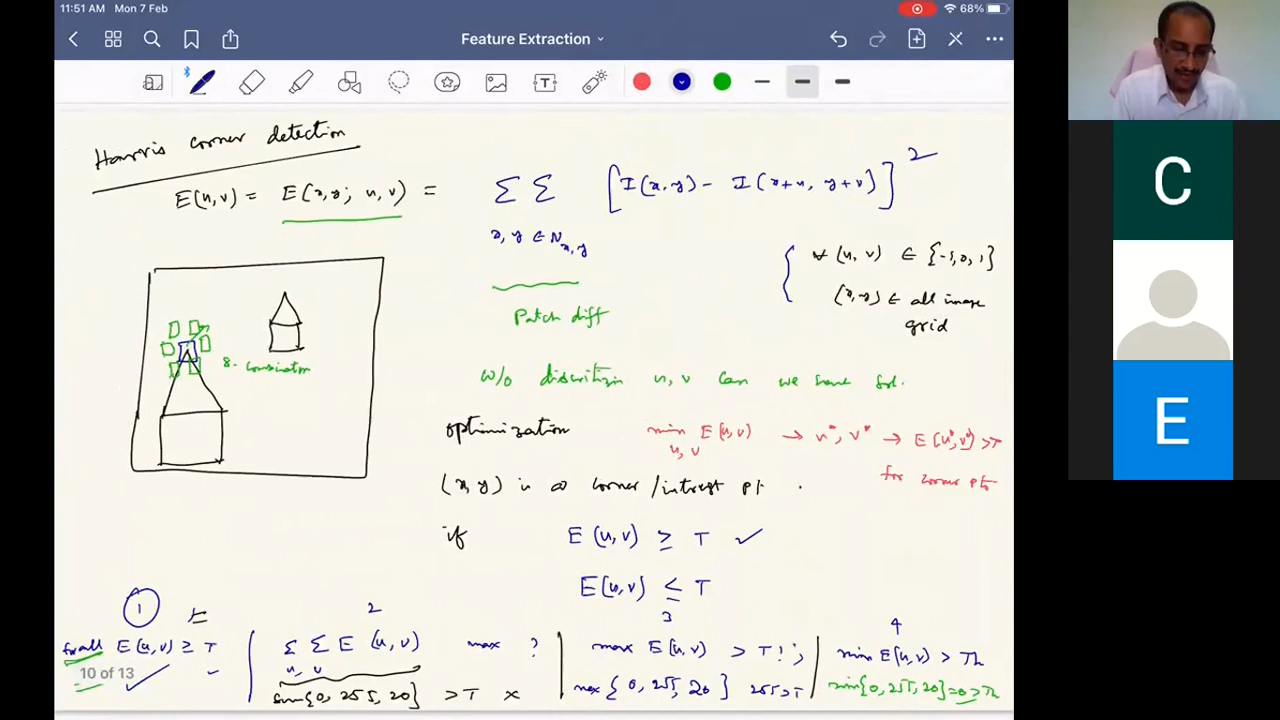 11:51 AM Mon 7 Feb
68%
Feature Extraction
Harris corner detection
E(u,v) = E(x,y; u,v) = Σ Σ [I(x,y) - I(x+u, y+v)]²
x,y ∈ N x,y
∀ (u,v) ∈ {-1,0,1}
(x,y) ∈ all image
grid
Patch diff
8-
w/o u,v can we
optimization min E(u,v) → u*, v* → E(u*,v*) >T
u,v
for corner pts
(x,y) is a corner/intrest pt .
if E(u,v) ≥ T ✓
E(u,v) ≤ T
1
2
3
4
forall E(u,v) ≥ T
✓
Σ Σ E (u,v) max ?
u,v
sum{0,255,20} >T ×
max E(u,v) > T!;
max{0,255,20} 255>T
min E(u,v) > Th
min{0,255,20}=0 > Th
10 of 13
C
E